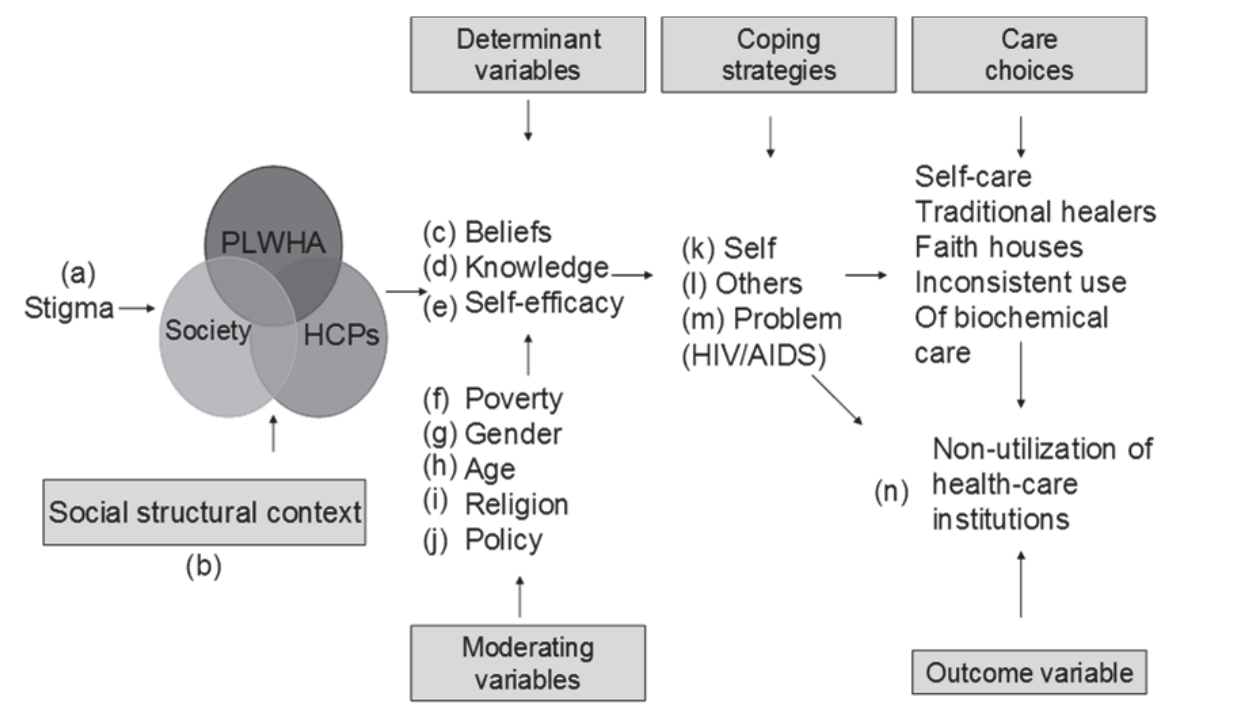 Determinant
variables
Coping
strategies
Care
choices
(a)
Stigma
PLWHA
Society
HCPs
Social structural context
(b)
(c) Beliefs
(d) Knowledge
(e) Self-efficacy
(f) Poverty
(g) Gender
(h) Age
(i) Religion
(j) Policy
Moderating
variables
(k) Self
(l) Others
(m) Problem
(HIV/AIDS)
Self-care
Traditional healers
Faith houses
Inconsistent use
Of biochemical
care
(n)
Non-utilization of
health-care
institutions
Outcome variable